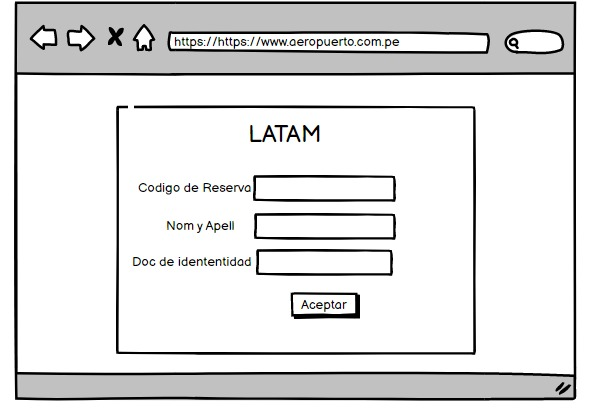 https://https://www.aeropuerto.com.pe
LATAM
Codigo de Reserva
Nom y Apell
Doc de idententidad
Aceptar